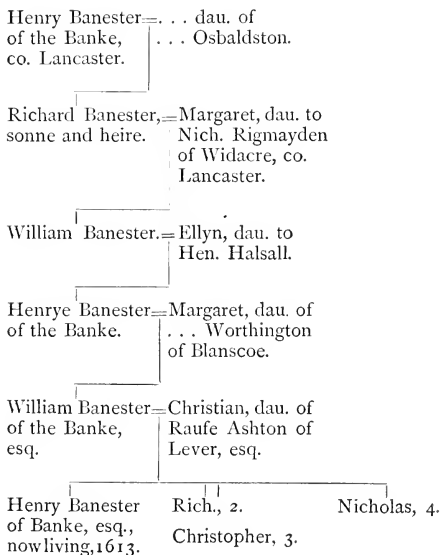 Henry Banester=. . . dau. of
of the Banke, . . . Osbaldston.
co. Lancaster.
Richard Banester,=Margaret, dau. to
sonne and heire. Nich. Rigmayden
of Widacre, co.
Lancaster.
William Banester.=Ellyn, dau. to
Hen. Halsall.
Henrye Banester=Margaret, dau. of
of the Banke. . . . Worthington
of Blanscoe.
William Banester=Christian, dau. of
of the Banke, Raufe Ashton of
esq. Lever, esq.
Henry Banester Rich., 2. Nicholas, 4.
of Banke, esq., Christopher, 3.
now living, 1613.